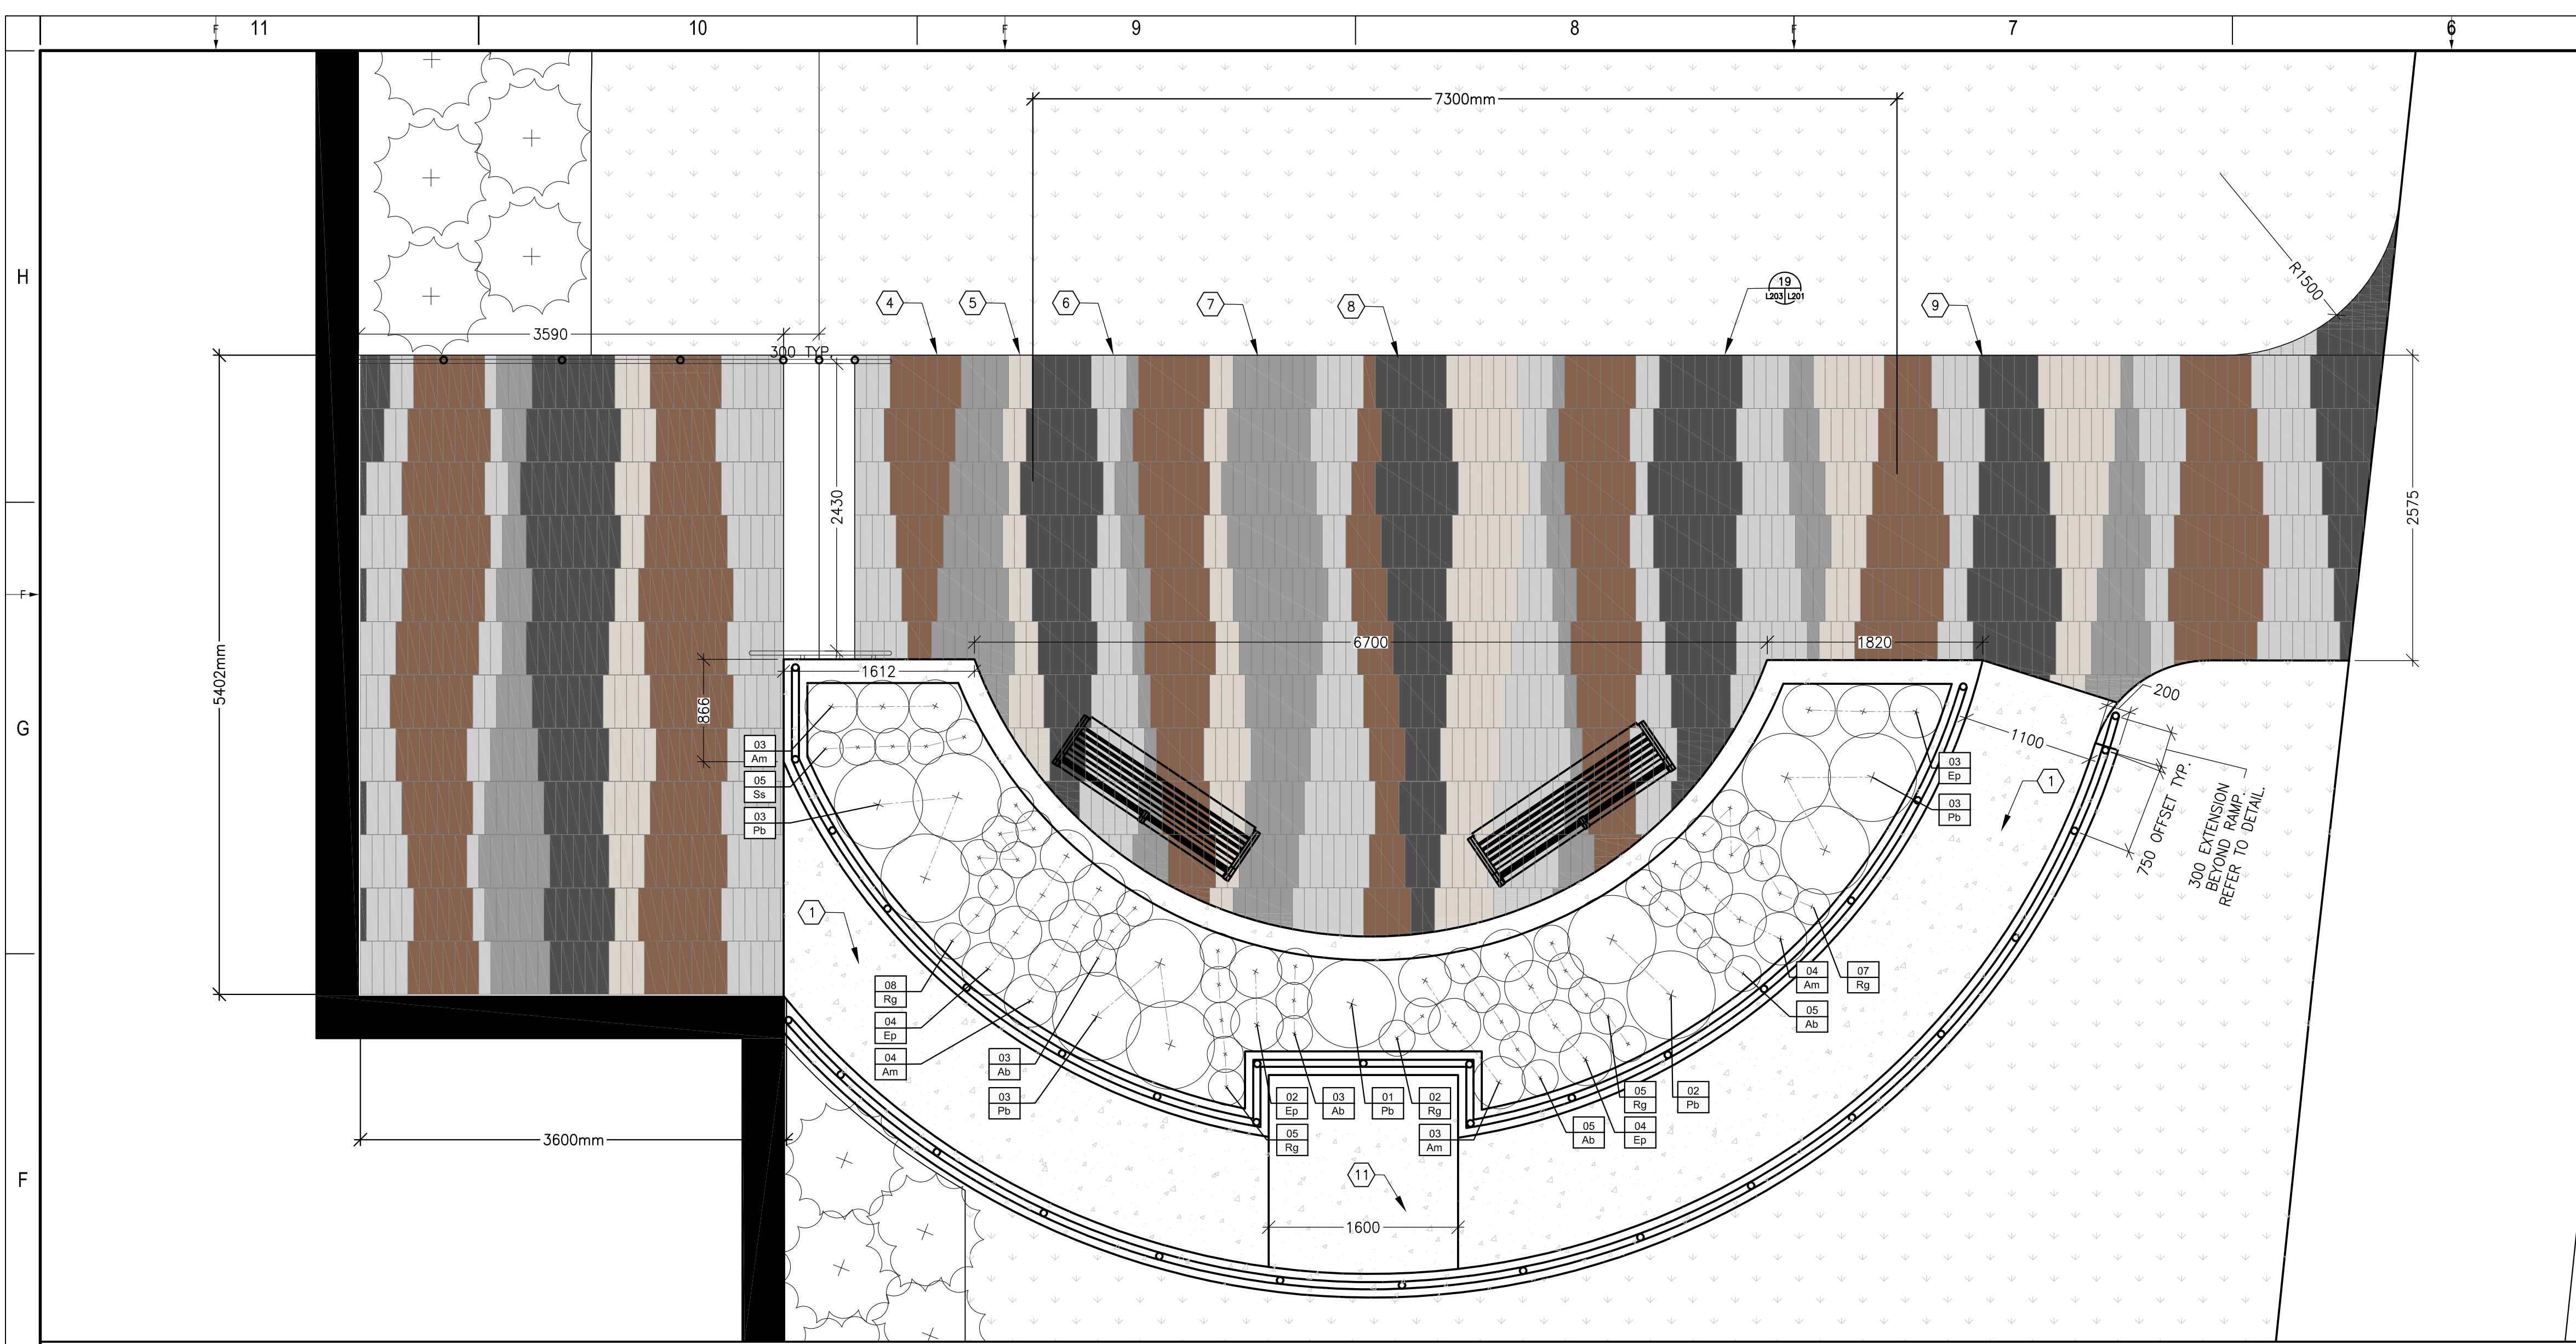 11
10
9
8
7
6
F
F
F
F
H
G
F
F
7300mm
R1500
3590
300 TYP.
4
5
6
7
8
19
L203 L201
9
2430
5402mm
2575
6700
1820
1612
866
200
1100
1
750 OFFSET TYP.
300 EXTENSION
BEYOND RAMP.
REFER TO DETAIL.
03
Am
05
Ss
03
Pb
03
Ep
03
Pb
1
08
Rg
04
Ep
04
Am
03
Ab
03
Pb
02
Ep
03
Ab
01
Pb
02
Rg
05
Rg
03
Am
05
Ab
05
Rg
04
Ep
02
Pb
04
Am
07
Rg
05
Ab
3600mm
11
1600